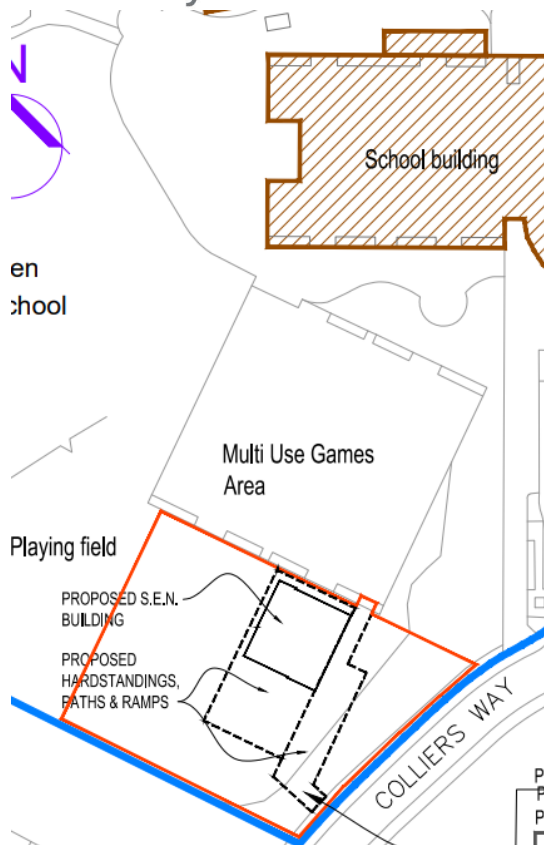 N
School building
en
chool
Multi Use Games
Area
Playing field
PROPOSED S.E.N.
BUILDING
PROPOSED
HARDSTANDINGS,
PATHS & RAMPS
COLLIERS WAY
P
P
P